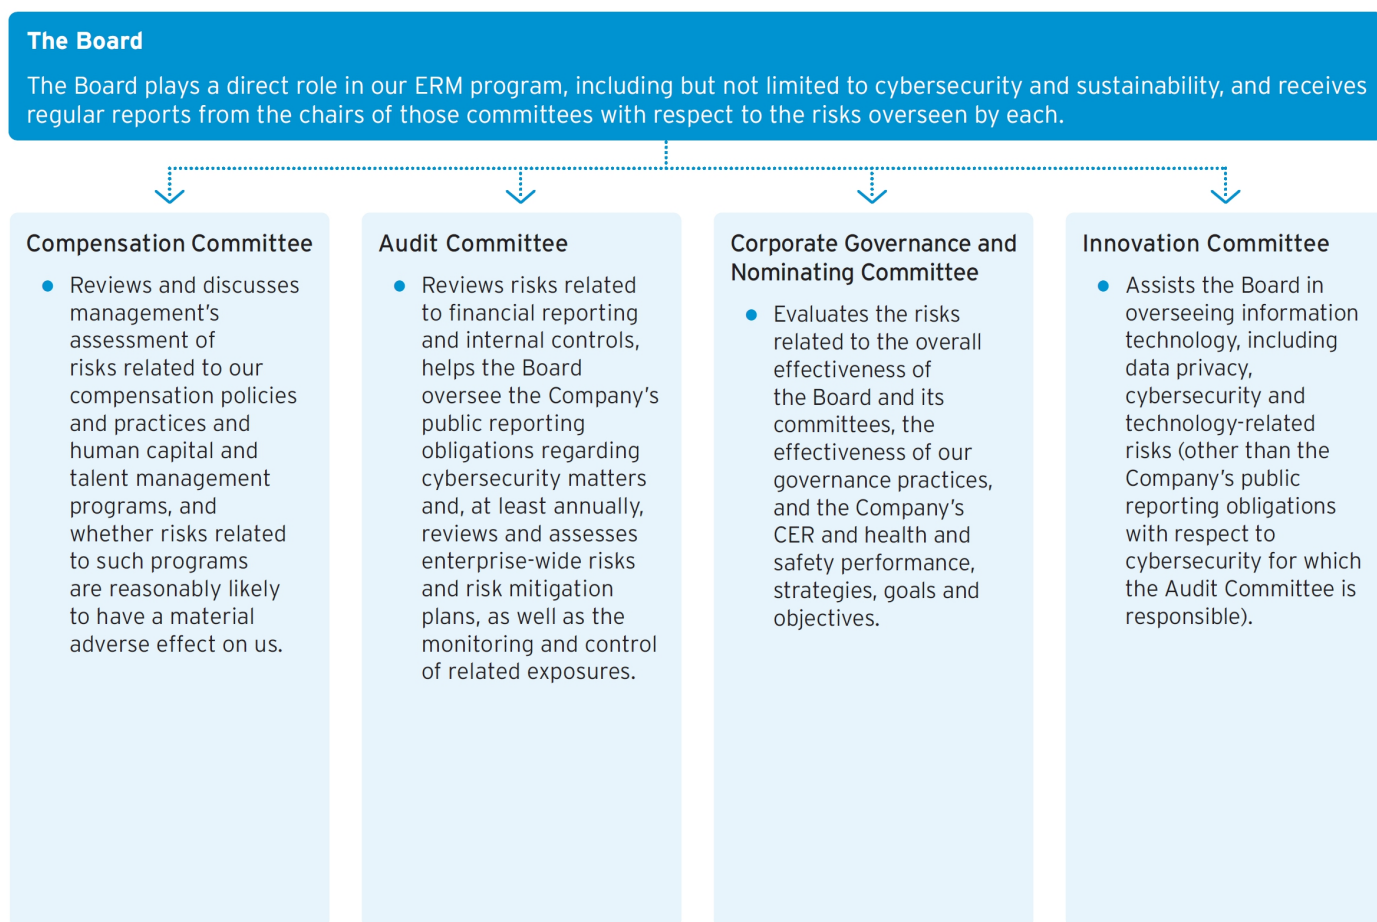 The Board
The Board plays a direct role in our ERM program, including but not limited to cybersecurity and sustainability, and receives
regular reports from the chairs of those committees with respect to the risks overseen by each.
Compensation Committee
● Reviews and discusses
management’s
assessment of
risks related to our
compensation policies
and practices and
human capital and
talent management
programs, and
whether risks related
to such programs
are reasonably likely
to have a material
adverse effect on us.
Audit Committee
● Reviews risks related
to financial reporting
and internal controls,
helps the Board
oversee the Company’s
public reporting
obligations regarding
cybersecurity matters
and, at least annually,
reviews and assesses
enterprise-wide risks
and risk mitigation
plans, as well as the
monitoring and control
of related exposures.
Corporate Governance and
Nominating Committee
● Evaluates the risks
related to the overall
effectiveness of
the Board and its
committees, the
effectiveness of our
governance practices,
and the Company’s
CER and health and
safety performance,
strategies, goals and
objectives.
Innovation Committee
● Assists the Board in
overseeing information
technology, including
data privacy,
cybersecurity and
technology-related
risks (other than the
Company’s public
reporting obligations
with respect to
cybersecurity for which
the Audit Committee is
responsible).